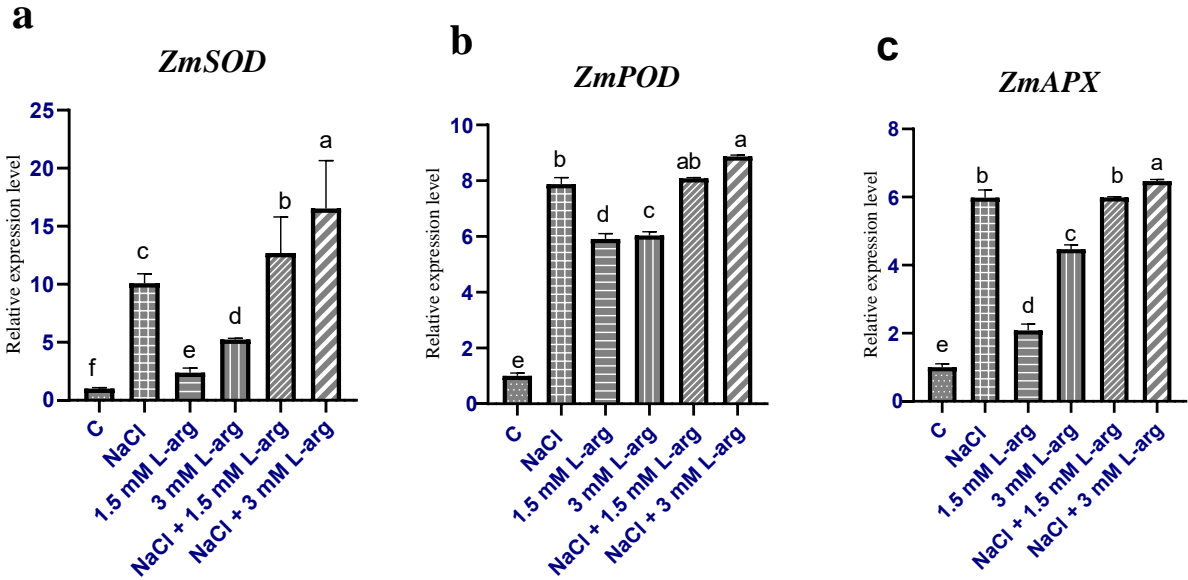 a
ZmSOD
Relative expression level
25
20
15
10
5
0
f
c
e
d
b
a
C
NaCl
1.5 mM L-arg
3 mM L-arg
NaCl + 1.5 mM L-arg
NaCl + 3 mM L-arg
b
ZmPOD
Relative expression level
10
8
6
4
2
0
e
b
d
c
ab
a
C
NaCl
1.5 mM L-arg
3 mM L-arg
NaCl + 1.5 mM L-arg
NaCl + 3 mM L-arg
c
ZmAPX
Relative expression level
8
6
4
2
0
e
b
d
c
b
a
C
NaCl
1.5 mM L-arg
3 mM L-arg
NaCl + 1.5 mM L-arg
NaCl + 3 mM L-arg